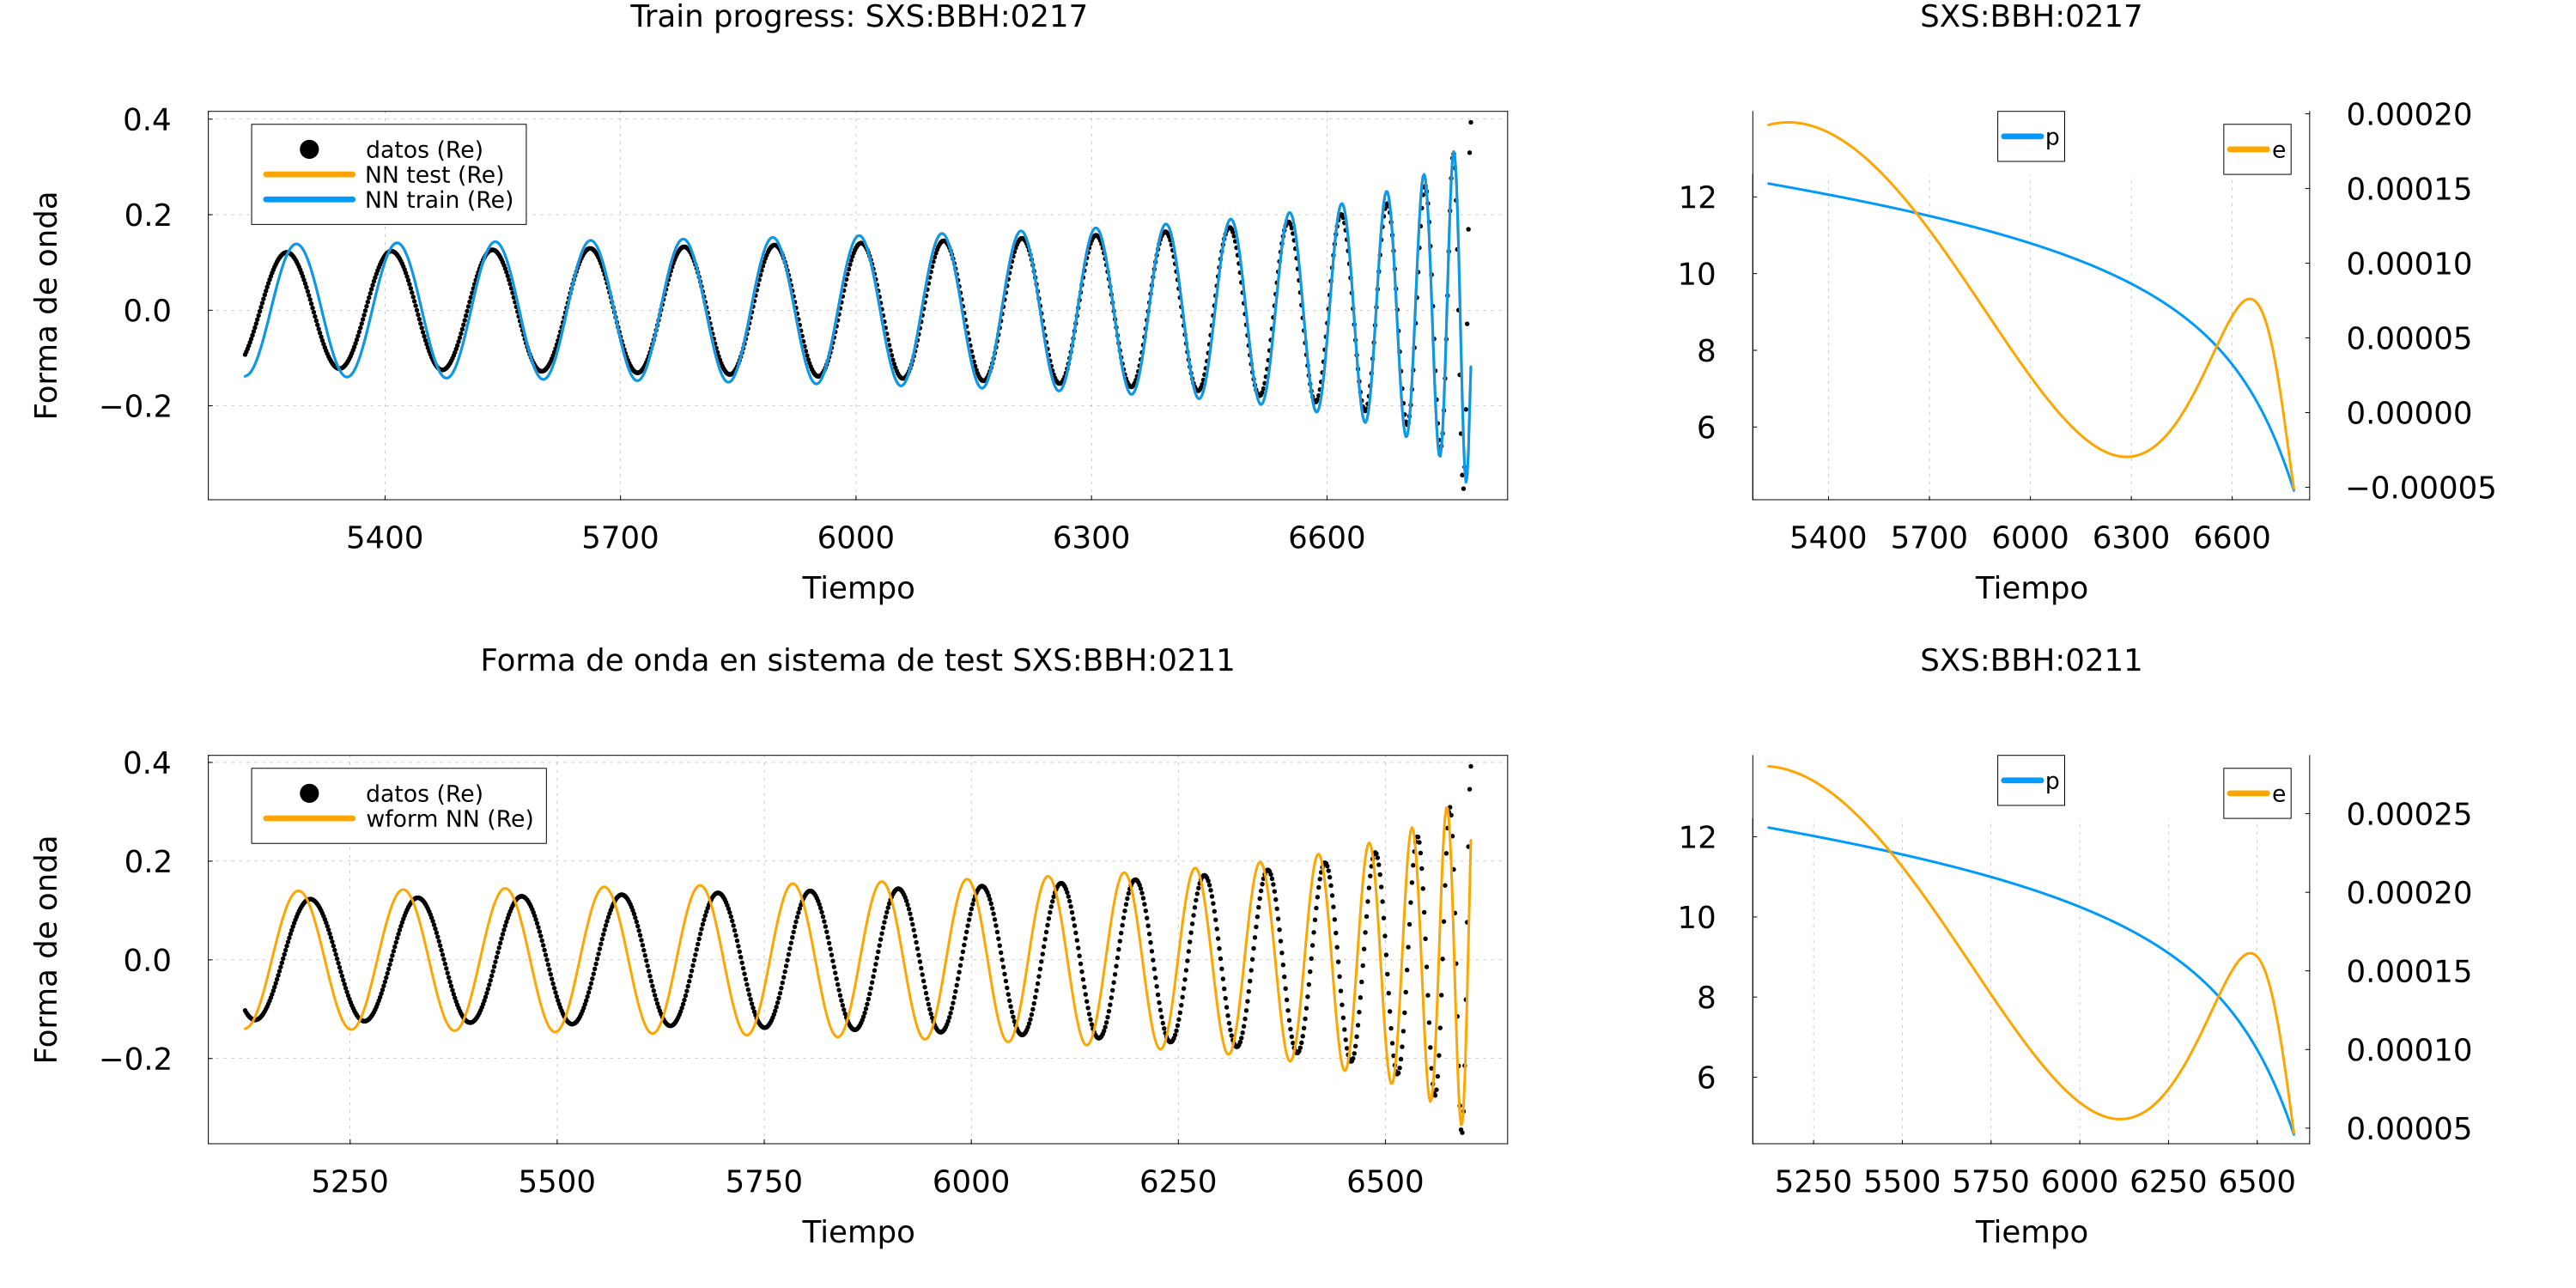 Train progress: SXS:BBH:0217
Forma de onda
0.4
0.2
0.0
−0.2
datos (Re)
NN test (Re)
NN train (Re)
5400 5700 6000 6300 6600
Tiempo
SXS:BBH:0217
12
10
8
6
p
e
0.00020
0.00015
0.00010
0.00005
0.00000
−0.00005
5400 5700 6000 6300 6600
Tiempo
Forma de onda en sistema de test SXS:BBH:0211
Forma de onda
0.4
0.2
0.0
−0.2
datos (Re)
wform NN (Re)
5250 5500 5750 6000 6250 6500
Tiempo
SXS:BBH:0211
12
10
8
6
p
e
0.00025
0.00020
0.00015
0.00010
0.00005
5250 5500 5750 6000 6250 6500
Tiempo